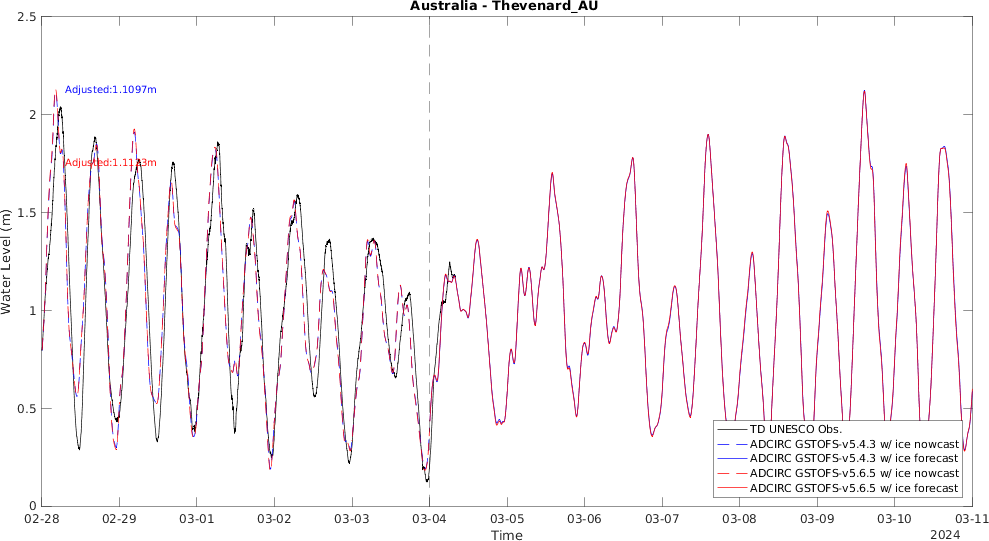 Australia - Thevenard_AU
2.5
2
1.5
1
0.5
0
Water Level (m)
Adjusted:1.1097m
TD UNESCO Obs.
ADCIRC GSTOFS-v5.4.3 w/ ice nowcast
ADCIRC GSTOFS-v5.4.3 w/ ice forecast
ADCIRC GSTOFS-v5.6.5 w/ ice nowcast
ADCIRC GSTOFS-v5.6.5 w/ ice forecast
02-28 02-29 03-01 03-02 03-03 03-04 03-05 03-06 03-07 03-08 03-09 03-10 03-11
Time
2024